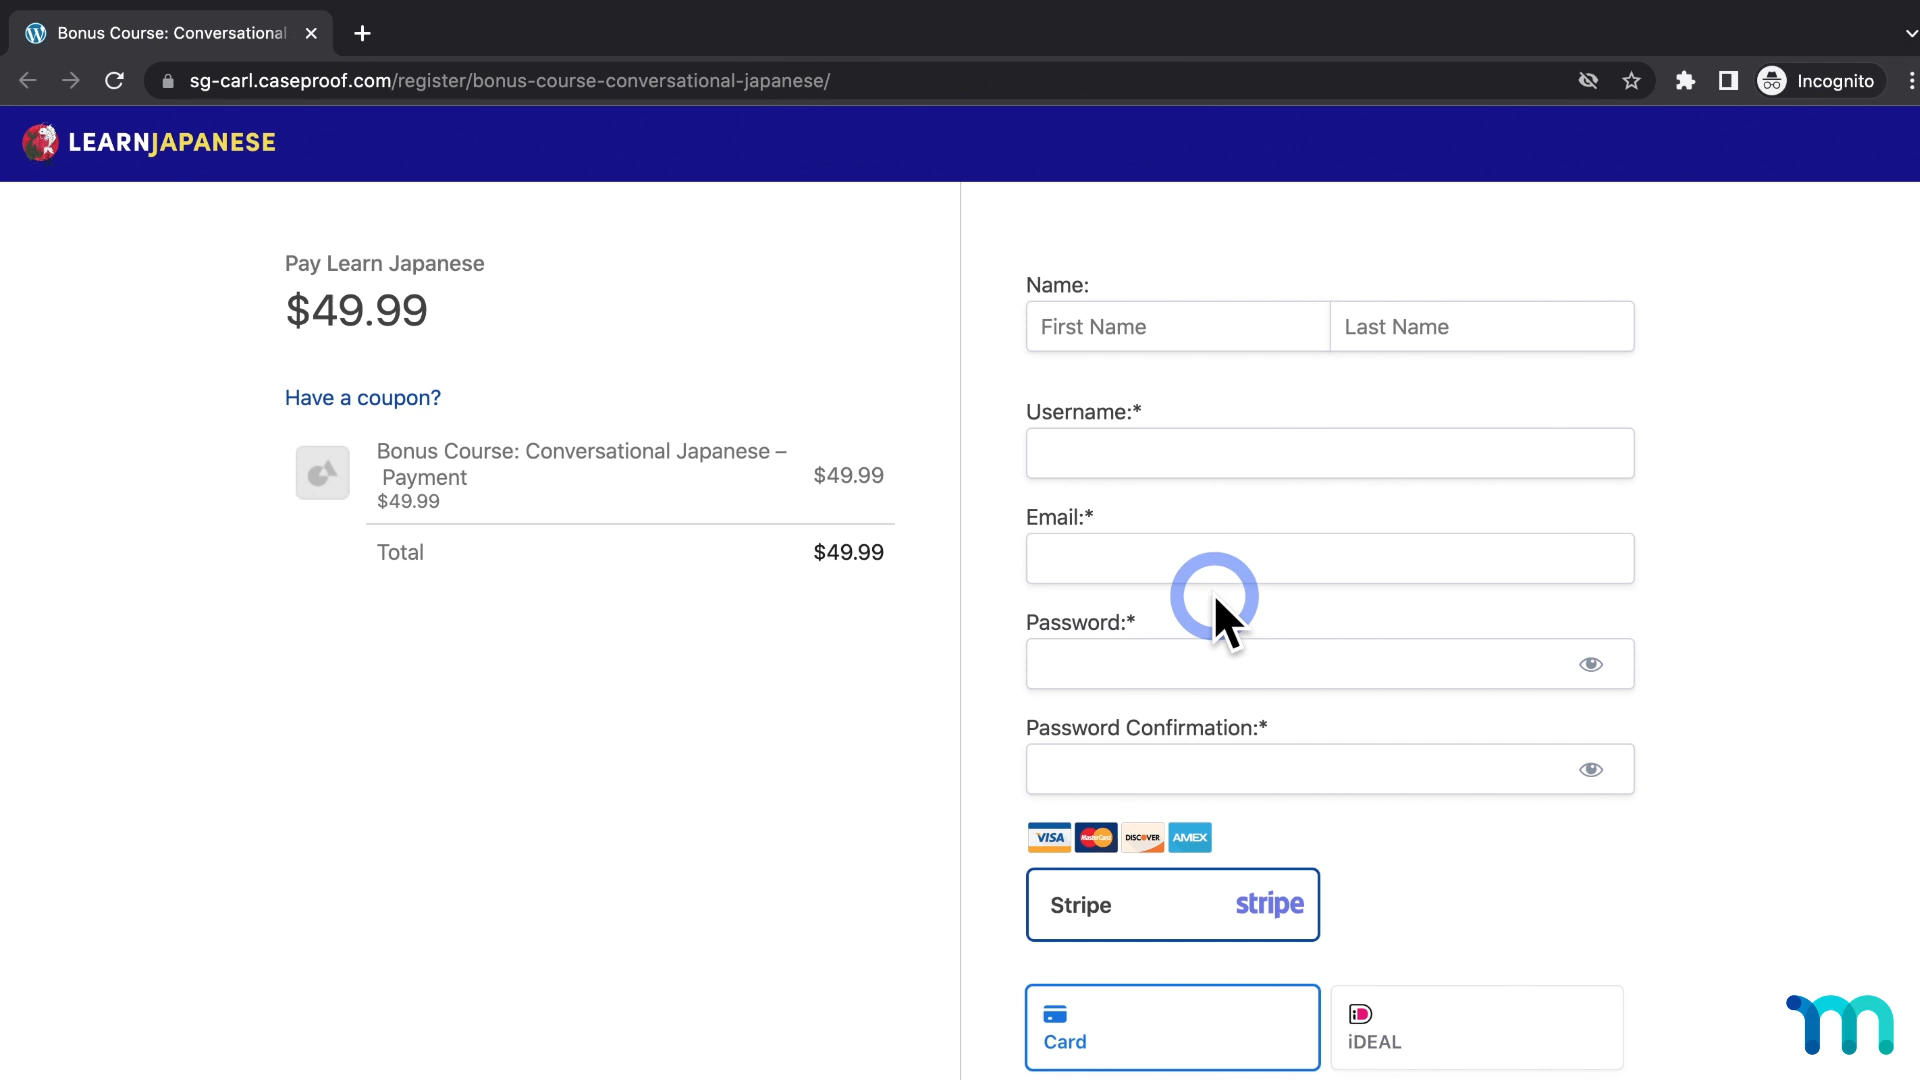 Bonus Course: Conversational
sg-carl.caseproof.com/register/bonus-course-conversational-japanese/
Incognito
LEARNJAPANESE
Pay Learn Japanese
$49.99
Have a coupon?
Bonus Course: Conversational Japanese –
Payment
$49.99
$49.99
Total
$49.99
Name:
First Name
Last Name
Username:*
Email:*
Password:*
Password Confirmation:*
VISA
MasterCard
DISCOVER
AMEX
Stripe
stripe
Card
iD
iDEAL
m